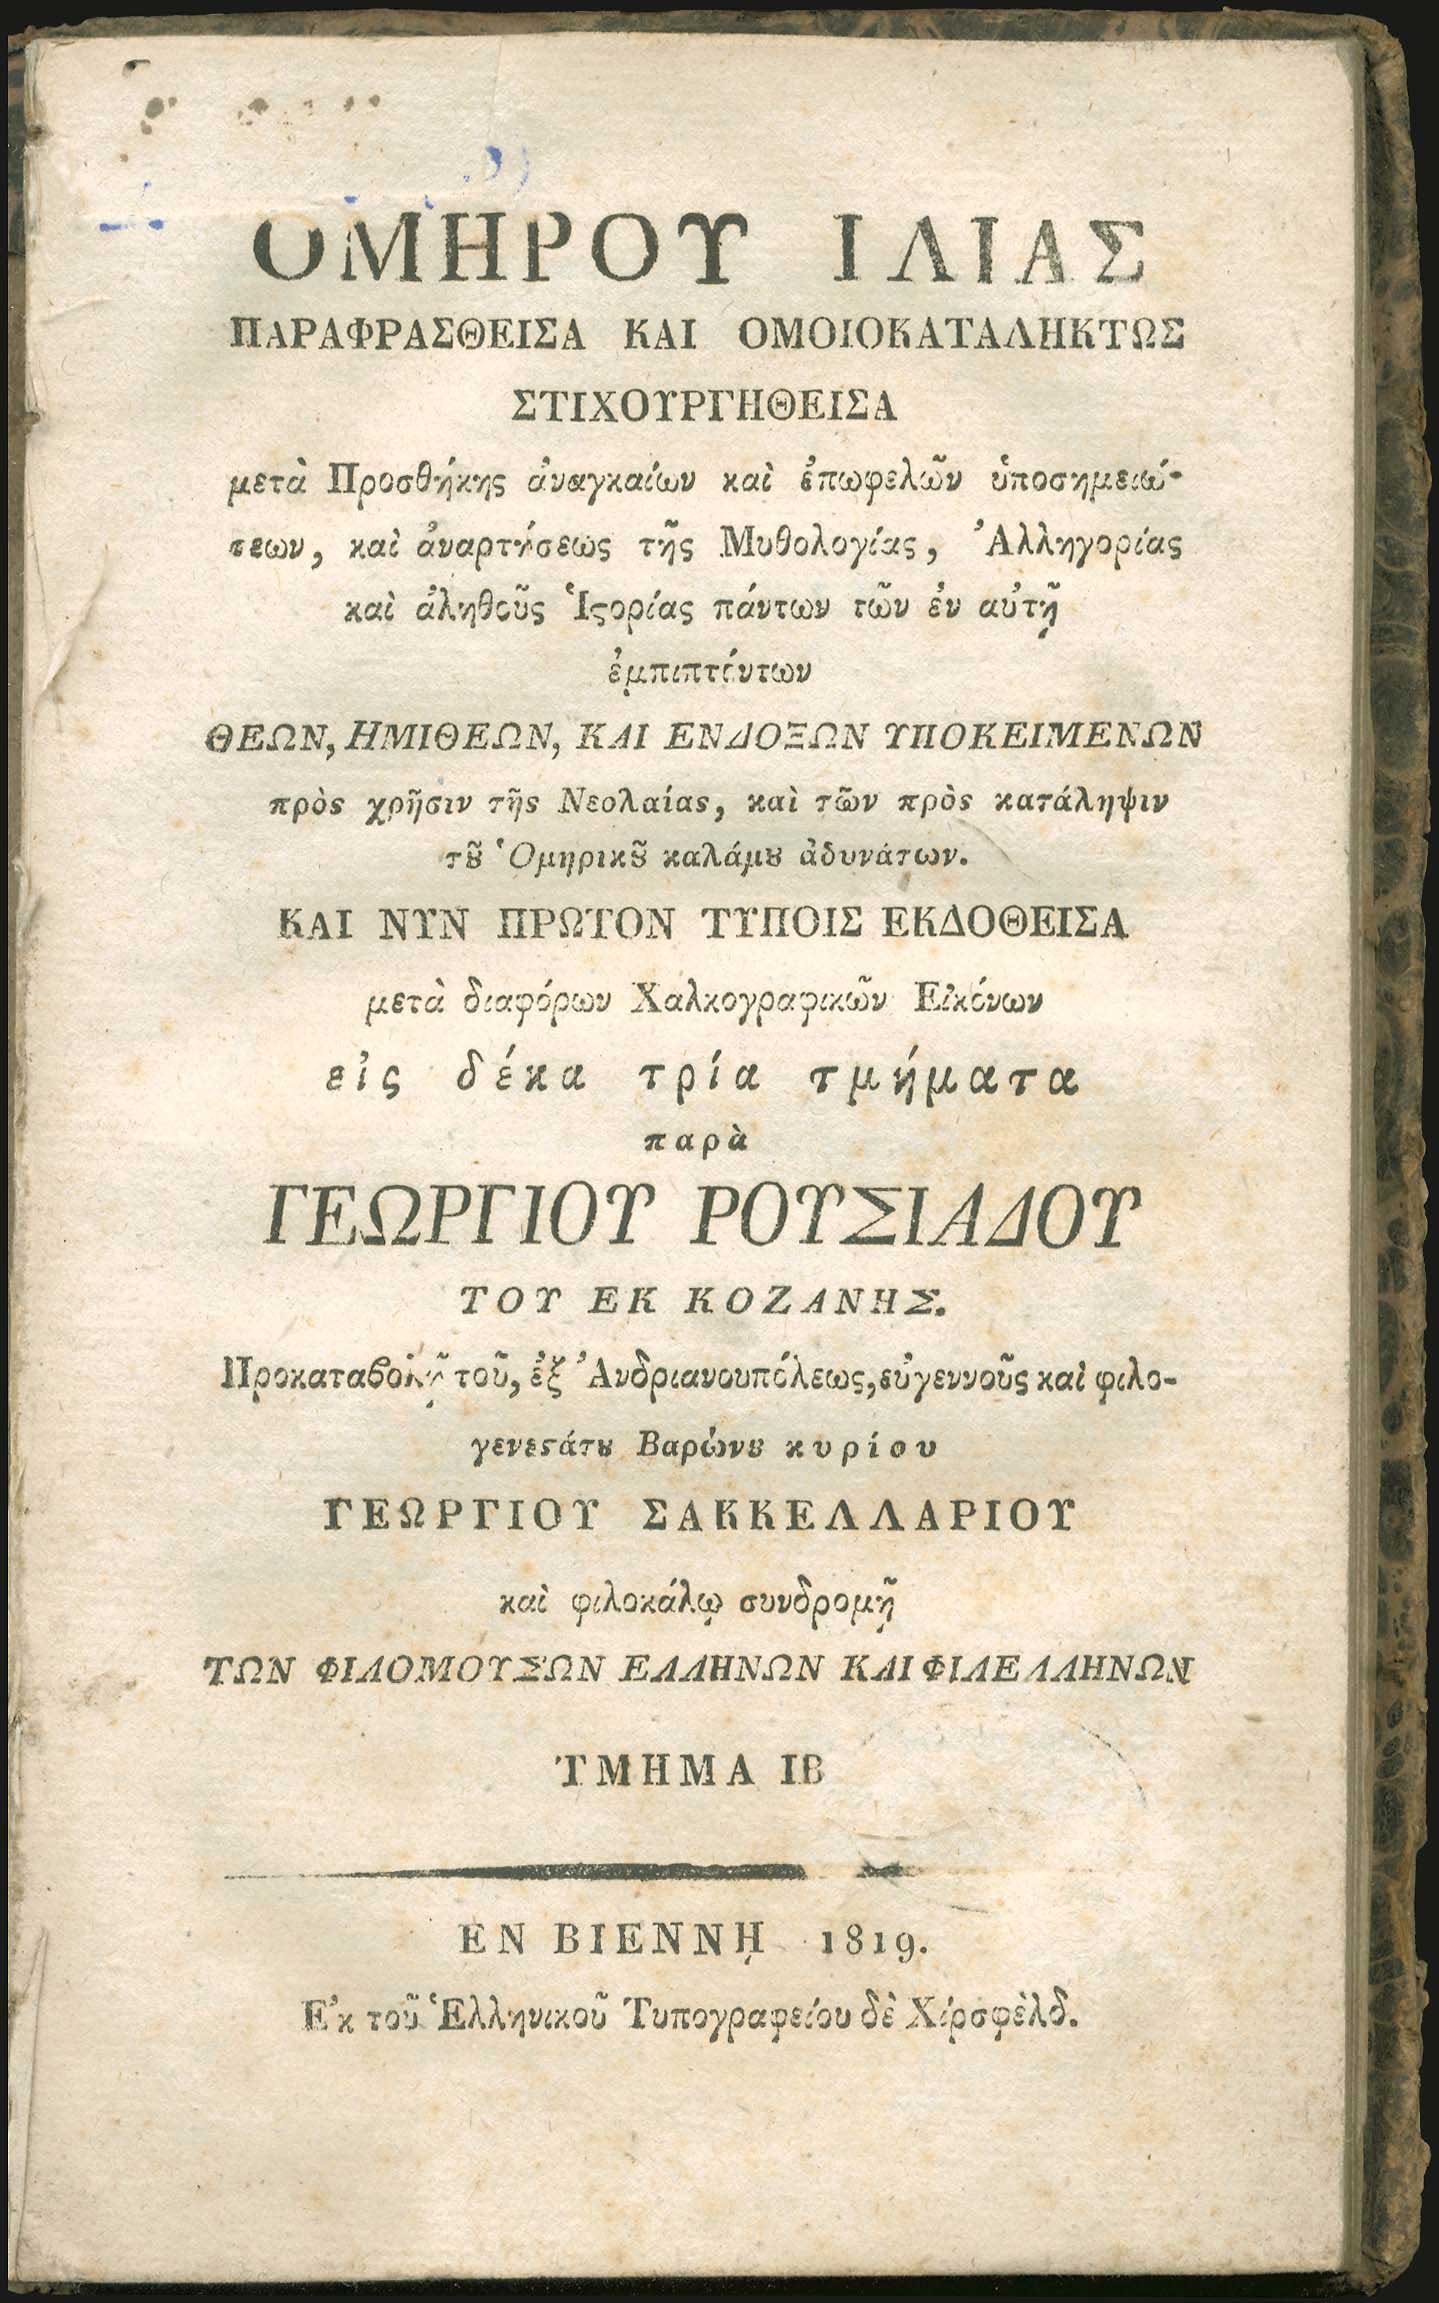 ΟΜΗΡΟΥ ΙΛΙΑΣ
ΠΑΡΑΦΡΑΣΘΕΙΣΑ ΚΑΙ ΟΜΟΙΟΚΑΤΑΛΗΚΤΩΣ
ΣΤΙΧΟΥΡΓΗΘΕΙΣΑ
μετὰ Προσθήκης ἀναγκαίων καὶ ἐπωφελῶν ὑποσημειώ-
σεων, καὶ ἀναρτήσεως τῆς Μυθολογίας, Ἀλληγορίας
καὶ ἀληθοῦς Ἱϛορίας πάντων τῶν ἐν αὐτῇ
ἐμπιπτόντων
ΘΕΩΝ, ΗΜΙΘΕΩΝ, ΚΑΙ ΕΝΔΟΞΩΝ ΥΠΟΚΕΙΜΕΝΩΝ
πρὸς χρῆσιν τῆς Νεολαίας, καὶ τῶν πρὸς κατάληψιν
τȣ͂ Ὁμηρικȣ͂ καλάμȣ ἀδυνάτων.
ΚΑΙ ΝΥΝ ΠΡΩΤΟΝ ΤΥΠΟΙΣ ΕΚΔΟΘΕΙΣΑ
μετὰ διαφόρων Χαλκογραφικῶν Εἰκόνων
εἰς δέκα τρία τμήματα
παρὰ
ΓΕΩΡΓΙΟΥ ΡΟΥΣΙΑΔΟΥ
ΤΟΥ ΕΚ ΚΟΖΑΝΗΣ.
Προκαταβολῇ τοῦ, ἐξ Ἀνδριανουπόλεως, εὐγεννοῦς καὶ φιλο-
γενεϛάτȣ Βαρώνȣ κυρίου
ΓΕΩΡΓΙΟΥ ΣΑΚΚΕΛΛΑΡΙΟΥ
καὶ φιλοκάλῳ συνδρομῇ
ΤΩΝ ΦΙΛΟΜΟΥΣΩΝ ΕΛΛΗΝΩΝ ΚΑΙ ΦΙΛΕΛΛΗΝΩΝ
ΤΜΗΜΑ ΙΒ
ΕΝ ΒΙΕΝΝῌ 1819.
Ἐκ τοῦ Ἑλληνικοῦ Τυπογραφείου δὲ Χίρσφὲλδ.